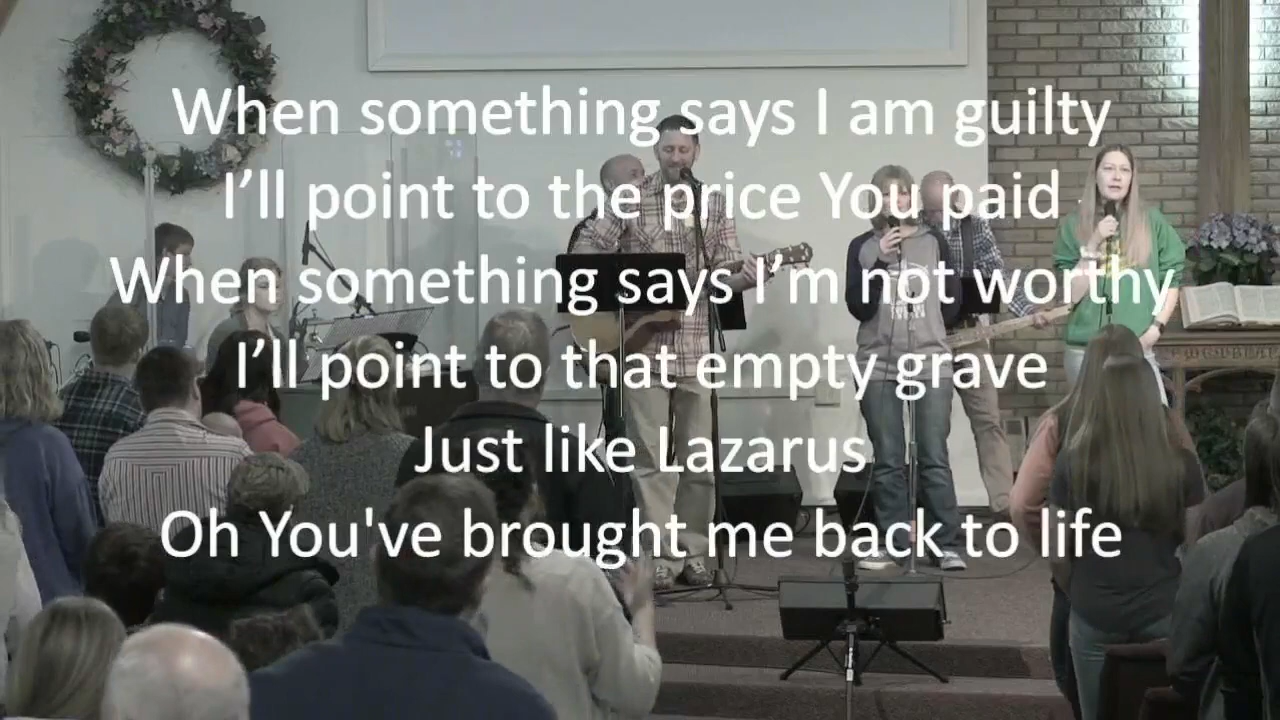 When something says I am guilty
I’ll point to the price You paid
When something says I’m not worthy
I’ll point to that empty grave
Just like Lazarus
Oh You've brought me back to life